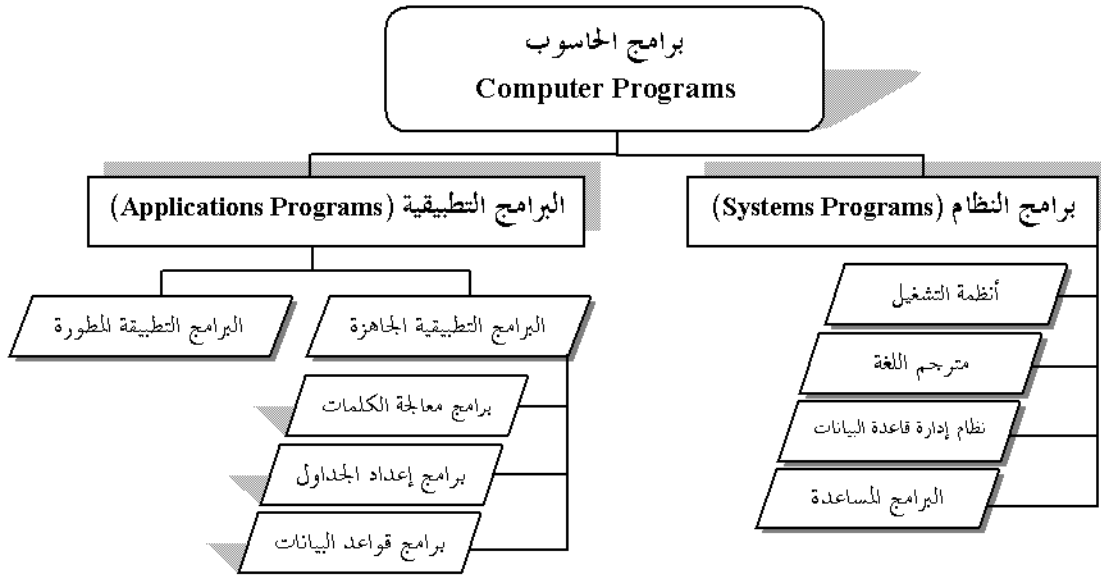 برامج الحاسوب
Computer Programs
برامج النظام (Systems Programs)
أنظمة التشغيل
مترجم اللغة
نظام إدارة قاعدة البيانات
البرامج المساعدة
البرامج التطبيقية (Applications Programs)
البرامج التطبيقية الجاهزة
برامج معالجة الكلمات
برامج إعداد الجداول
برامج قواعد البيانات
البرامج التطبيقة المطورة